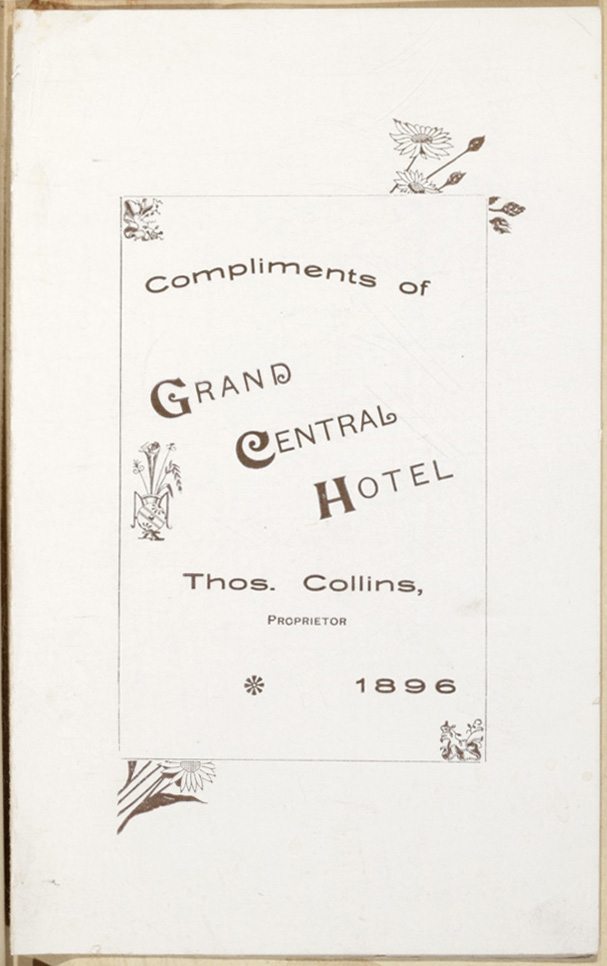 Compliments of
GRAND
CENTRAL
HOTEL
Thos. Collins,
PROPRIETOR
1896